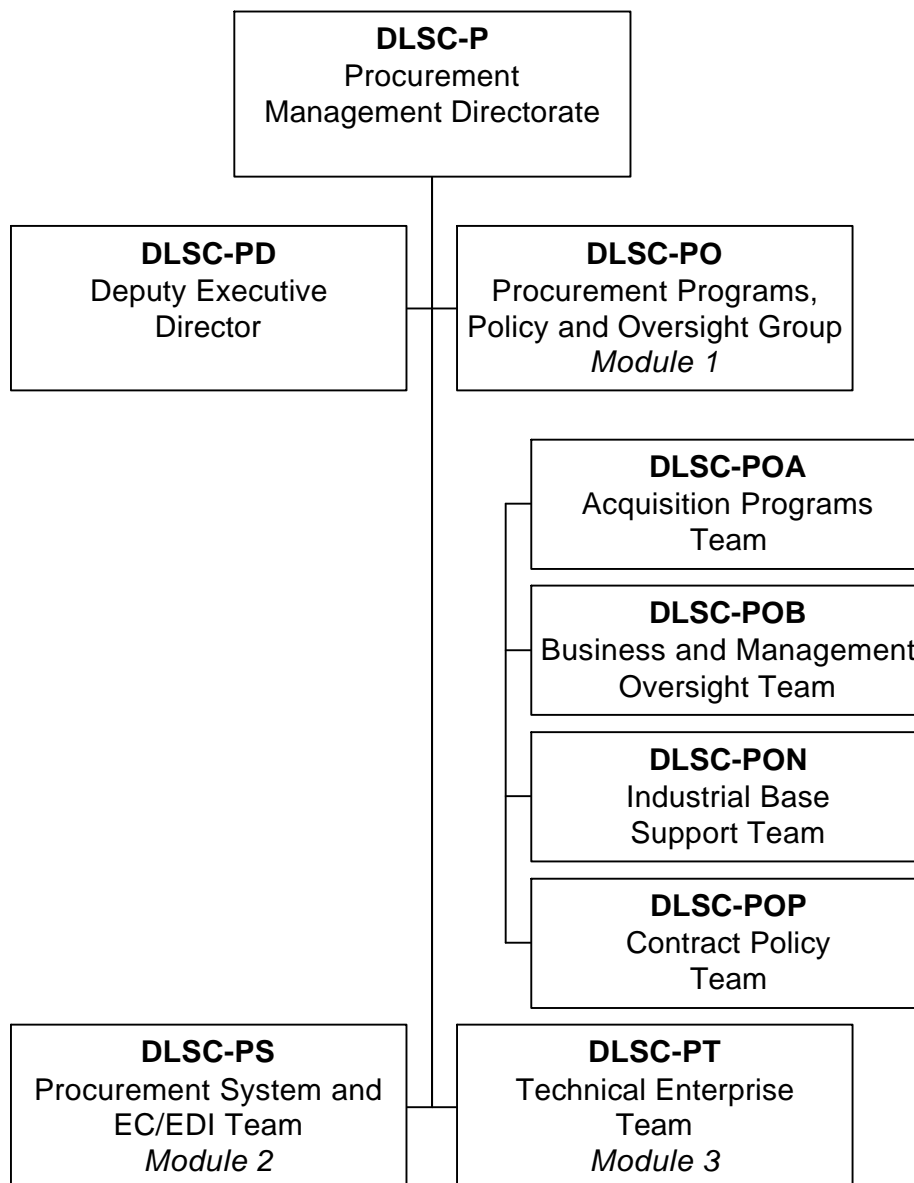 DLSC-P
Procurement
Management Directorate
DLSC-PD
Deputy Executive
Director
DLSC-PO
Procurement Programs,
Policy and Oversight Group
Module 1
DLSC-POA
Acquisition Programs
Team
DLSC-POB
Business and Management
Oversight Team
DLSC-PON
Industrial Base
Support Team
DLSC-POP
Contract Policy
Team
DLSC-PS
Procurement System and
EC/EDI Team
Module 2
DLSC-PT
Technical Enterprise
Team
Module 3